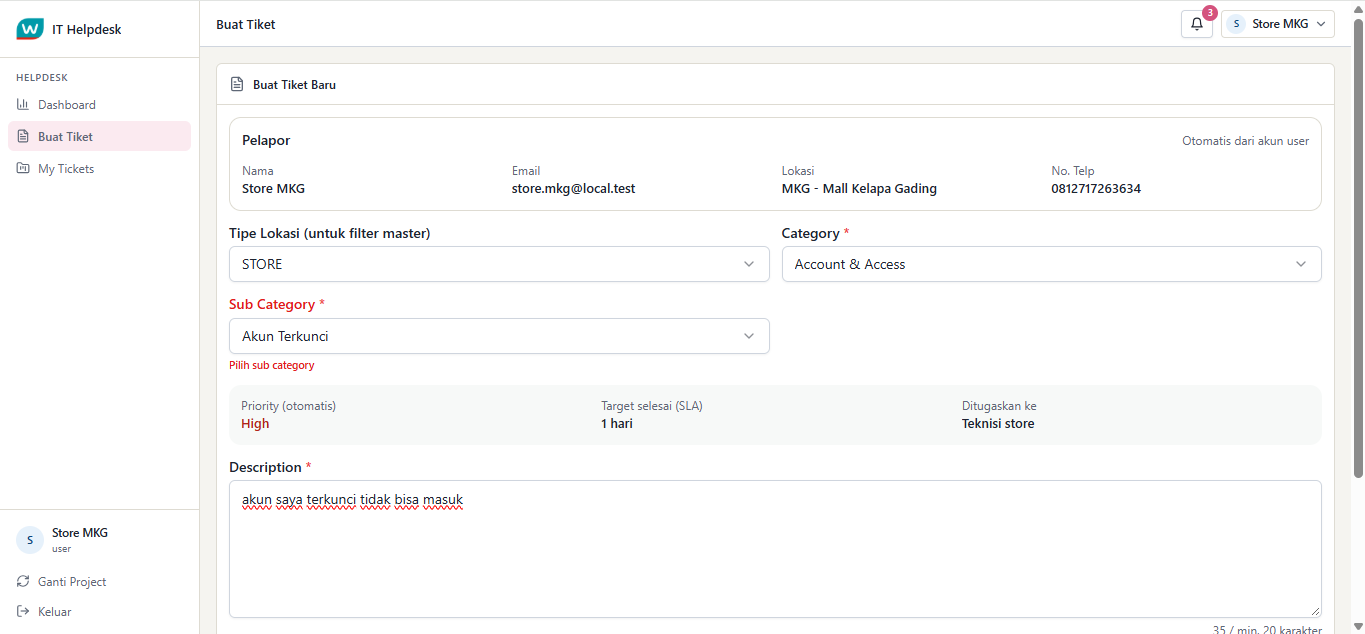 W IT Helpdesk
HELPDESK
Dashboard
Buat Tiket
My Tickets
Store MKG
user
Ganti Project
Keluar
Buat Tiket
3
S Store MKG
Buat Tiket Baru
Pelapor Otomatis dari akun user
Nama Email Lokasi No. Telp
Store MKG store.mkg@local.test MKG - Mall Kelapa Gading 0812717263634
Tipe Lokasi (untuk filter master) Category *
STORE Account & Access
Sub Category *
Akun Terkunci
Pilih sub category
Priority (otomatis) Target selesai (SLA) Ditugaskan ke
High 1 hari Teknisi store
Description *
akun saya terkunci tidak bisa masuk
35 / min. 20 karakter
S